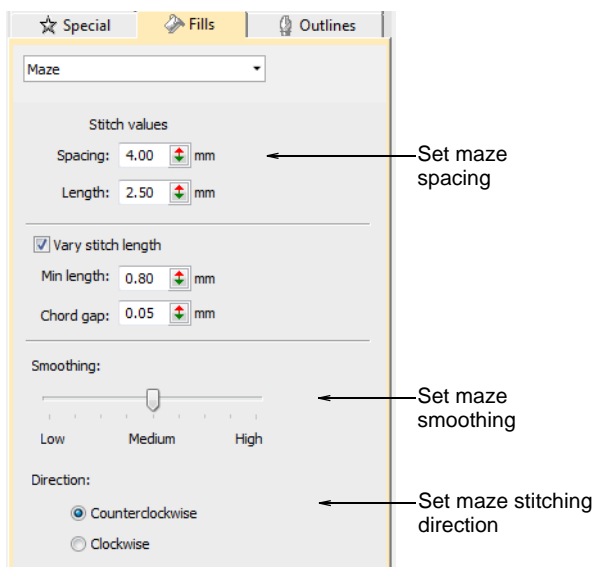 Special Fills Outlines
Maze
Stitch values
Spacing: 4.00 mm
Set maze
spacing
Length: 2.50 mm
Vary stitch length
Min length: 0.80 mm
Chord gap: 0.05 mm
Smoothing:
Set maze
smoothing
Low Medium High
Direction:
Set maze stitching
direction
Counterclockwise
Clockwise